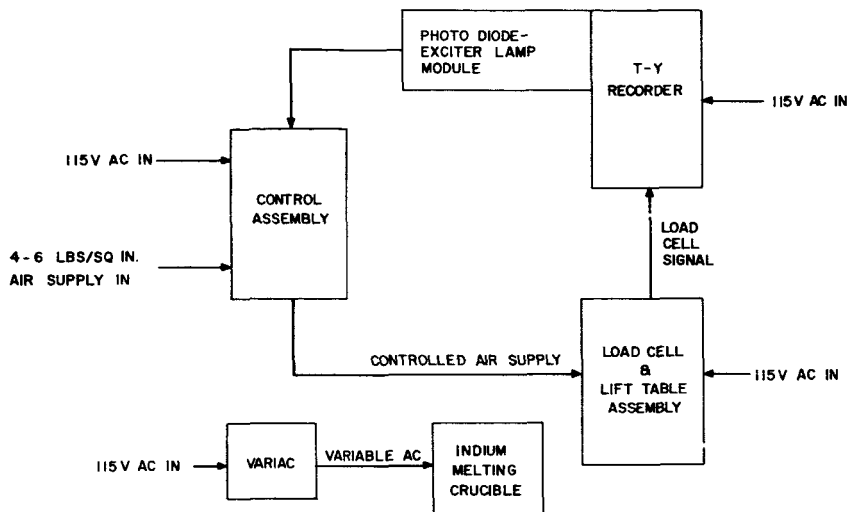 PHOTO DIODE-
EXCITER LAMP
MODULE
T-Y
RECORDER
115V AC IN
115V AC IN
CONTROL
ASSEMBLY
4-6 LBS/SQ IN.
AIR SUPPLY IN
LOAD
CELL
SIGNAL
CONTROLLED AIR SUPPLY
LOAD CELL
&
LIFT TABLE
ASSEMBLY
115V AC IN
115V AC IN
VARIAC
VARIABLE AC
INDIUM
MELTING
CRUCIBLE